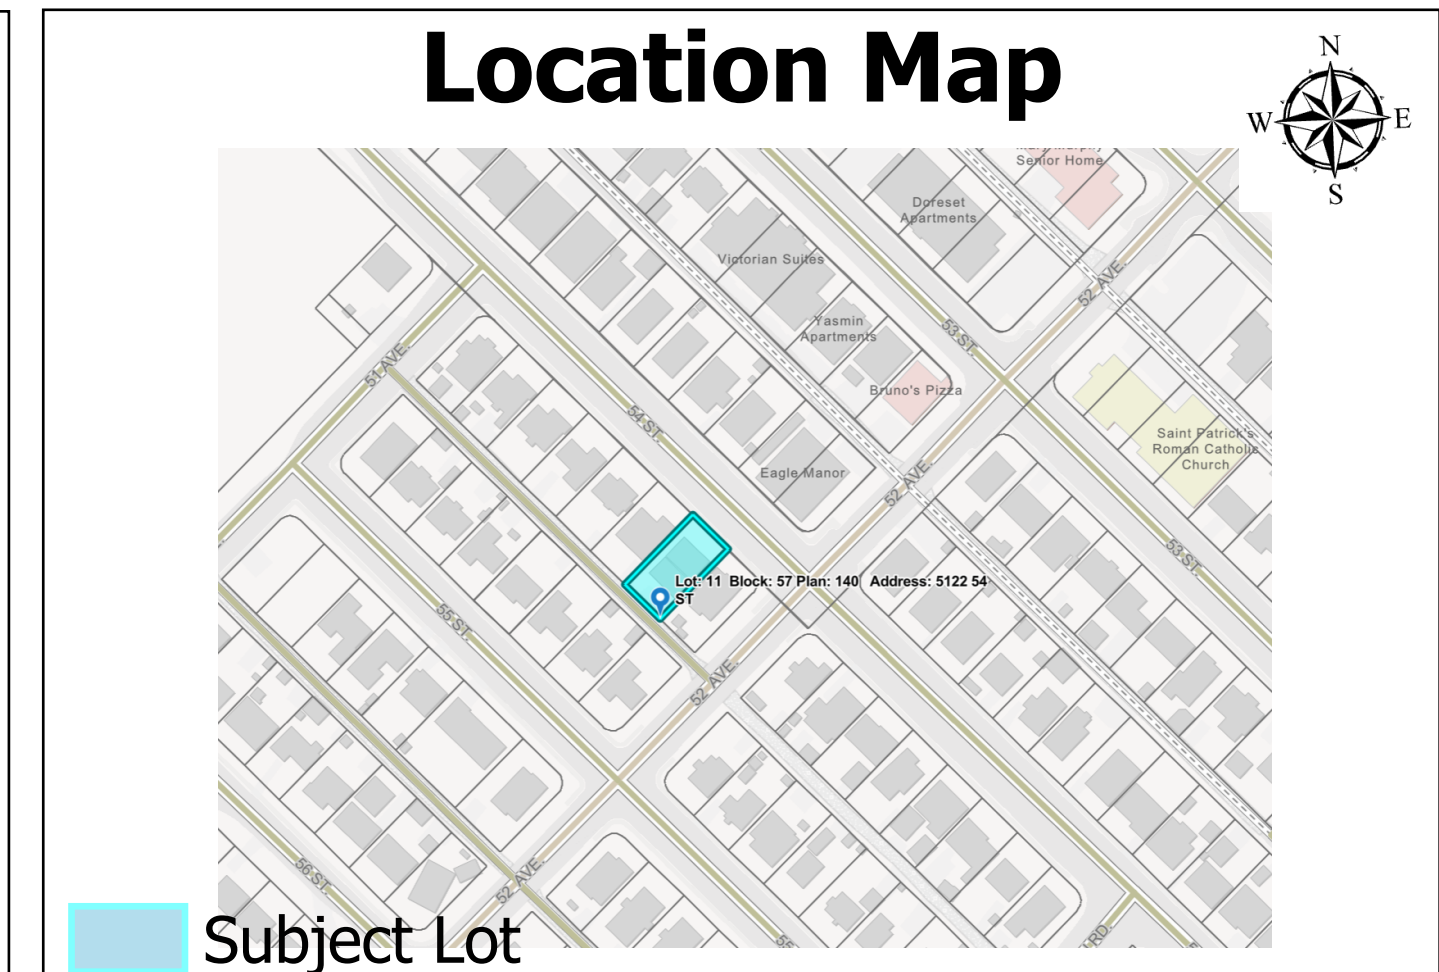 Location Map
N
W
E
S
Senior Home
Doreset
Apartments
Victorian Suites
52 AVE.
Yasmin
Apartments
53 ST.
51 AVE.
Bruno's Pizza
54 ST.
Saint Patrick's
Roman Catholic
Church
Eagle Manor
52 AVE.
53 ST.
Lot: 11 Block: 57 Plan: 140 Address: 5122 54
ST
55 ST.
52 AVE.
56 ST.
52 AVE.
RD.
Subject Lot